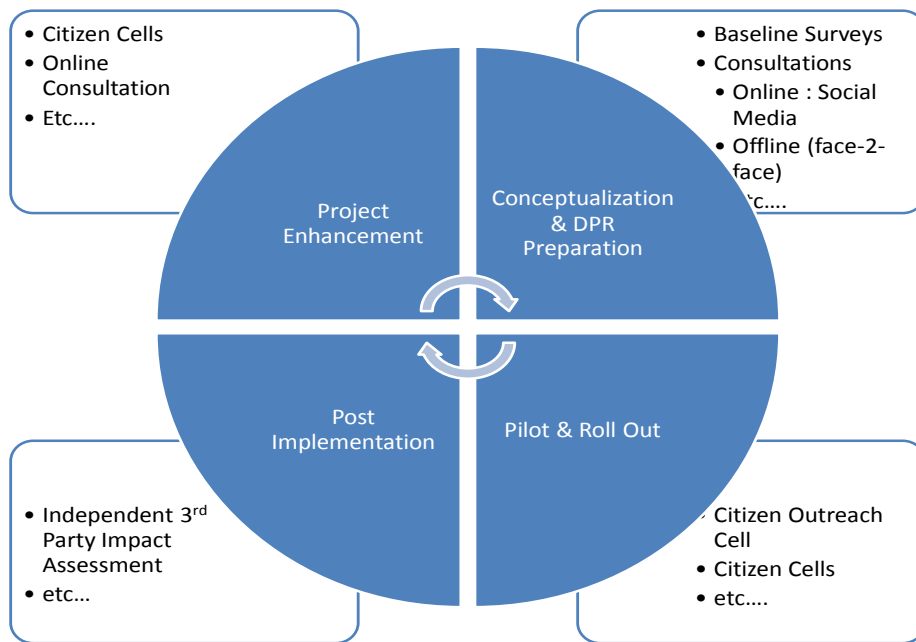 • Citizen Cells
• Online
Consultation
• Etc….
• Baseline Surveys
• Consultations
• Online : Social
Media
• Offline (face-2-
face)
Project
Enhancement
Conceptualization
& DPR
Preparation
Post
Implementation
Pilot & Roll Out
• Independent 3rd
Party Impact
Assessment
• etc…
• Citizen Outreach
Cell
• Citizen Cells
• etc….